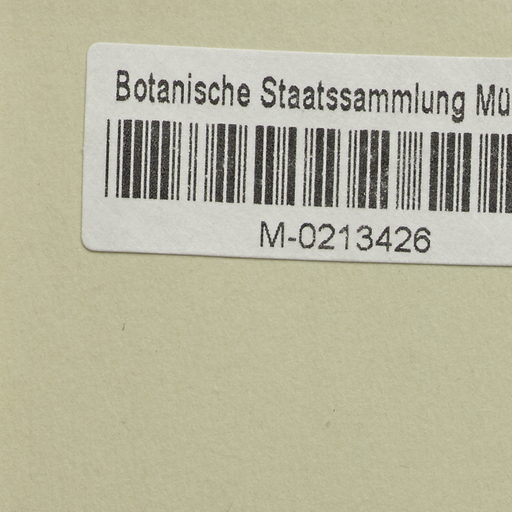 Botanische Staatssammlung Mü
M-0213426